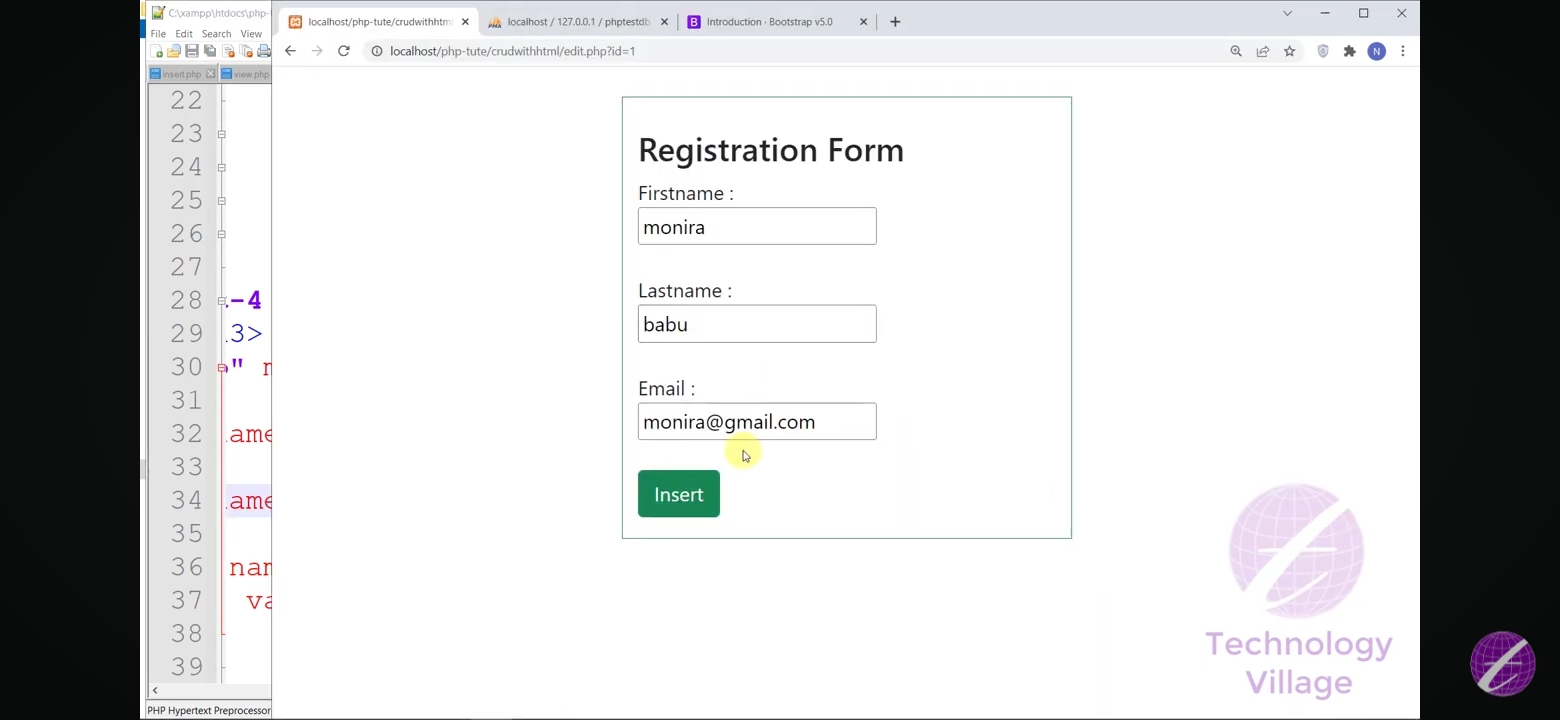 C:\xampp\htdocs\php-
File Edit Search View
insert.php view.php
localhost/php-tute/crudwithhtml
localhost / 127.0.0.1 / phptestdb
Introduction · Bootstrap v5.0
localhost/php-tute/crudwithhtml/edit.php?id=1
N
22
23
24
25
26
27
28 -4
29 3>
30 "
31
32 ame
33
34 ame
35
36 nam
37 va
38
39
PHP Hypertext Preprocessor
Registration Form
Firstname :
monira
Lastname :
babu
Email :
monira@gmail.com
Insert
Technology
Village